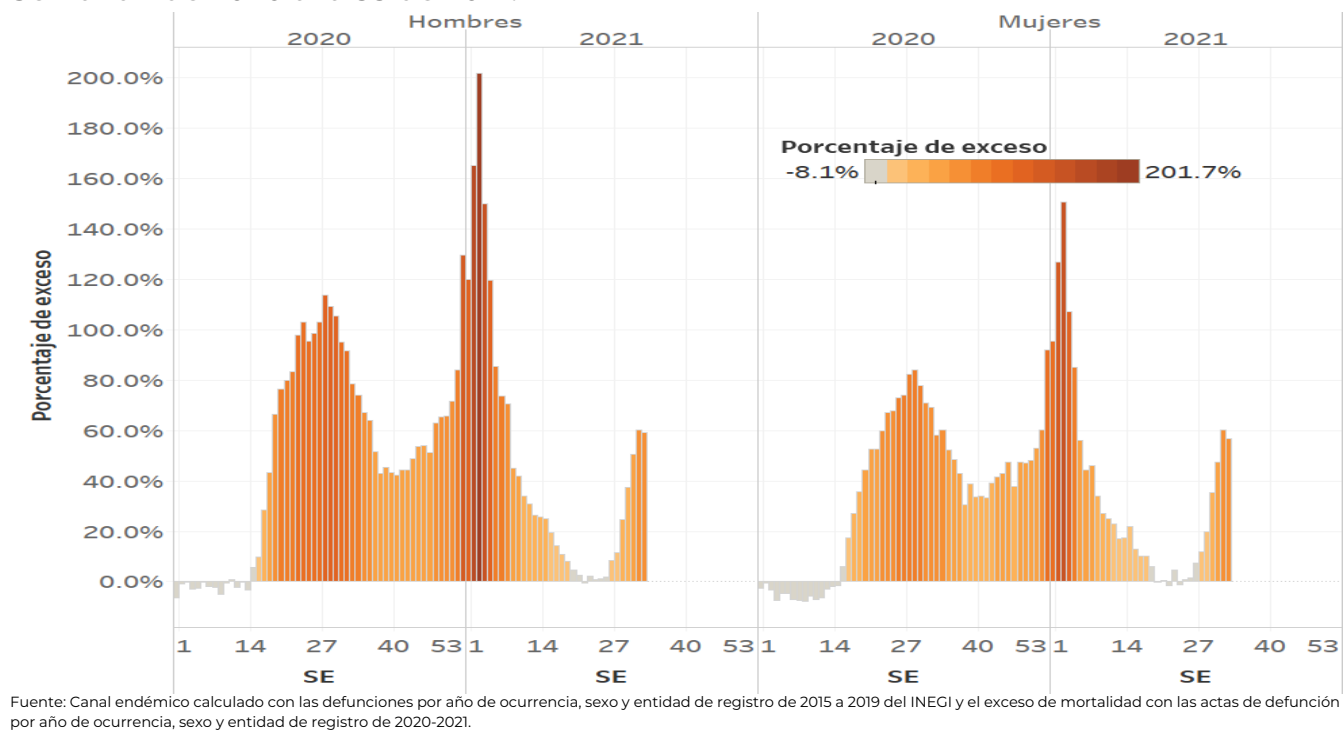 Hombres
Mujeres
2020
2021
2020
2021
200.0%
180.0%
160.0%
140.0%
120.0%
100.0%
80.0%
60.0%
40.0%
20.0%
0.0%
Porcentaje de exceso
Porcentaje de exceso
-8.1% 201.7%
1 14 27 40 53 1 14 27 40 53 1 14 27 40 53 1 14 27 40 53
SE SE SE SE
Fuente: Canal endémico calculado con las defunciones por año de ocurrencia, sexo y entidad de registro de 2015 a 2019 del INEGI y el exceso de mortalidad con las actas de defunción
por año de ocurrencia, sexo y entidad de registro de 2020-2021.